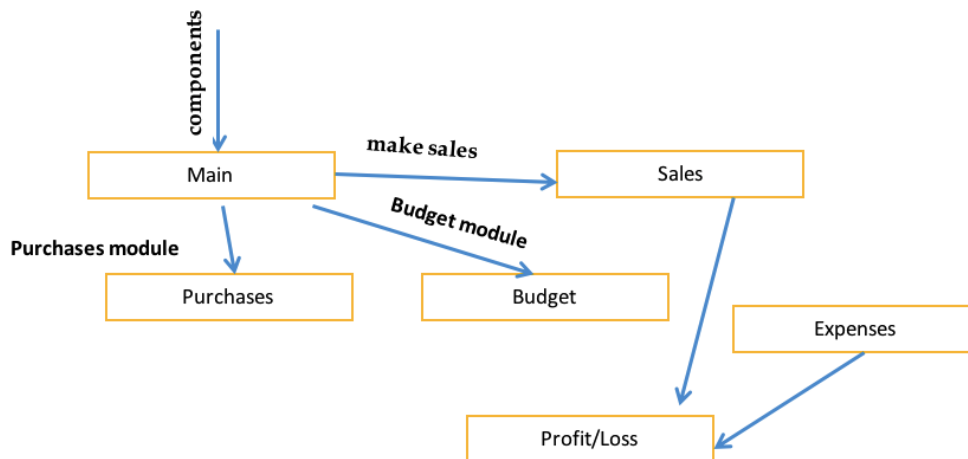 components
make sales
Main
Sales
Budget module
Purchases module
Purchases
Budget
Expenses
Profit/Loss